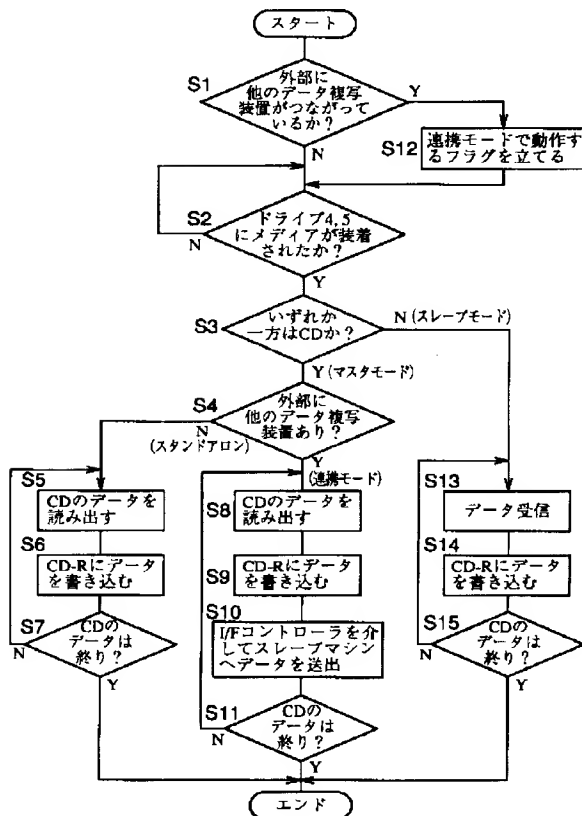 スタート
S1
外部に
他のデータ複写
装置がつながって
いるか？
Y
N
S12
連携モードで動作す
るフラグを立てる
S2
ドライブ4,5
にメディアが装着
されたか？
N
Y
S3
いずれか
一方はCDか？
N (スレーブモード)
Y (マスタモード)
S4
外部に
他のデータ複写
装置あり？
N
(スタンドアロン)
Y
(連携モード)
S5
CDのデータを
読み出す
S6
CD-Rにデータ
を書き込む
S7
CDの
データは
終り？
N
Y
S8
CDのデータを
読み出す
S9
CD-Rにデータ
を書き込む
S10
I/Fコントローラを介
してスレーブマシン
へデータを送出
S11
CDの
データは
終り？
N
Y
S13
データ受信
S14
CD-Rにデータ
を書き込む
S15
CDの
データは
終り？
N
Y
エンド